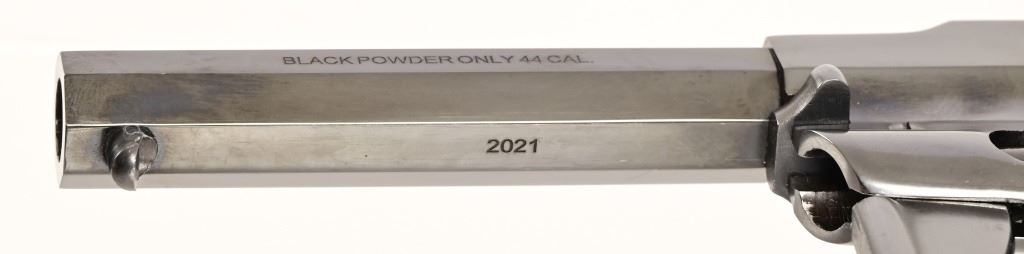 BLACK POWDER ONLY 44 CAL.
2021